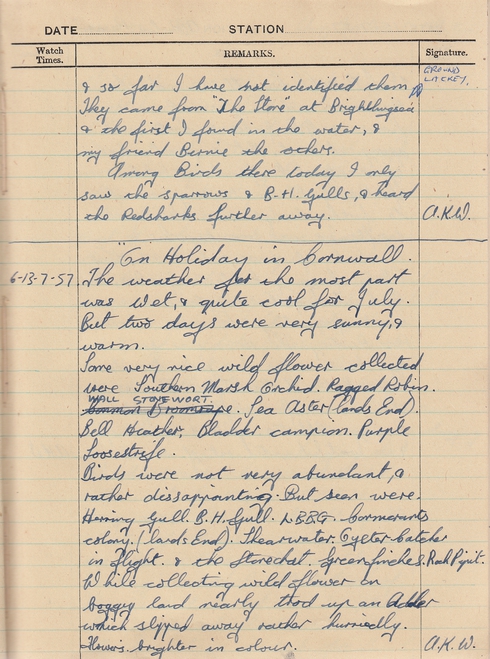 DATE STATION
Watch Times. REMARKS. Signature.
& so far I have not identified them GROUND LACKEY.
They came from "The Stone" at Brightlingsea
& the first I found in the water, &
my friend Bernie the others.
Among Birds there today I only
saw the sparrows & B.H. Gulls, & heard
the Redsharks further away. A.K.W.
"On Holiday in Cornwall.
6-13-7-57. The weather for the most part
was wet, & quite cool for July.
But two days were very sunny, &
warm.
Some very nice wild flower collected
were Southern Marsh Orchid. Ragged Robin.
WALL STONEWORT.
Common Broomrape. Sea Aster (Lands End).
Bell Heather, Bladder campion. Purple
Loosestrife.
Birds were not very abundant, &
rather dissappointing. But seen were.
Herring Gull. B.H. Gull. LBBG. Cormorants
colony. (Lands End). Shearwater. Oyster Catcher
in flight. & the Stonechat. Greenfinches. Rock Pipit.
While collecting wild flower on
boggy land nearly trod up an Adder
which slipped away rather hurriedly.
Flowers. brighter in colour. A.K.W.